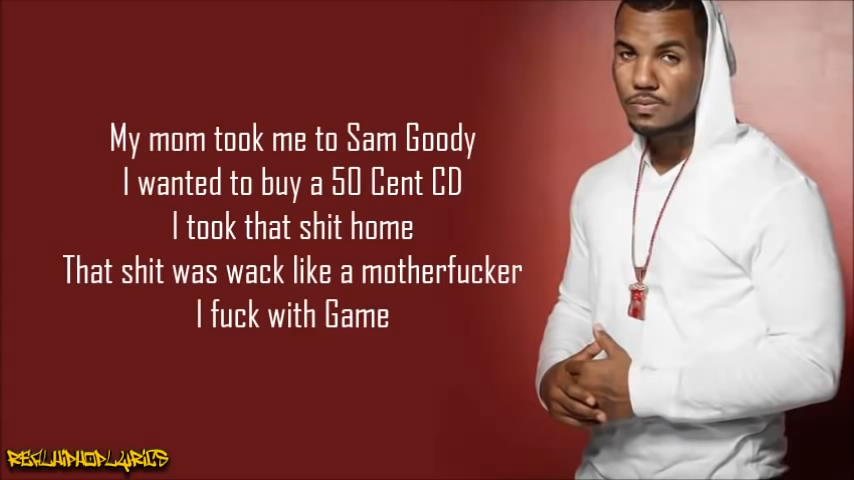 My mom took me to Sam Goody
I wanted to buy a 50 Cent CD
I took that shit home
That shit was wack like a motherfucker
I fuck with Game
REALHIPHOPLYRICS